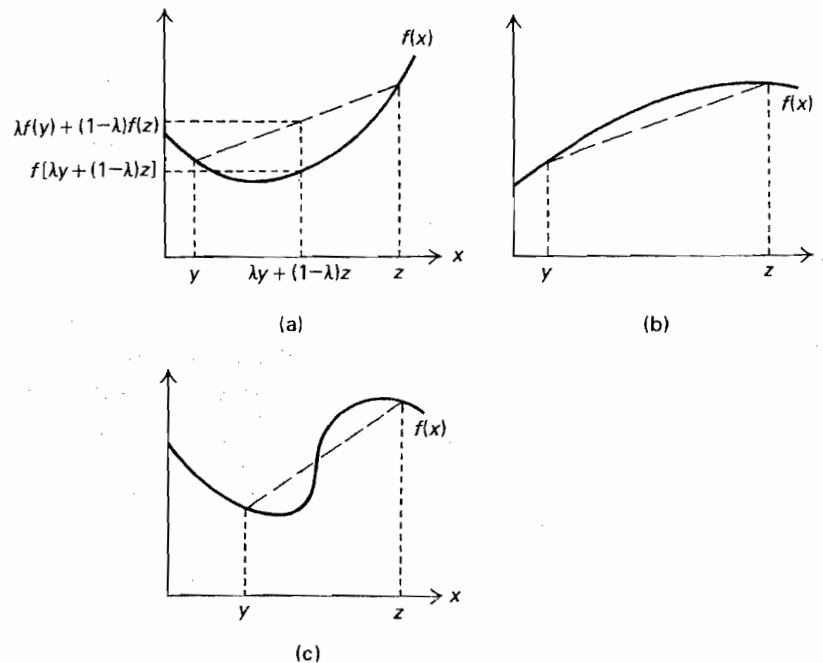 f(x)
λf(y) + (1−λ)f(z)
f[λy + (1−λ)z]
y
λy + (1−λ)z
z
x
(a)
f(x)
y
z
(b)
f(x)
y
z
x
(c)